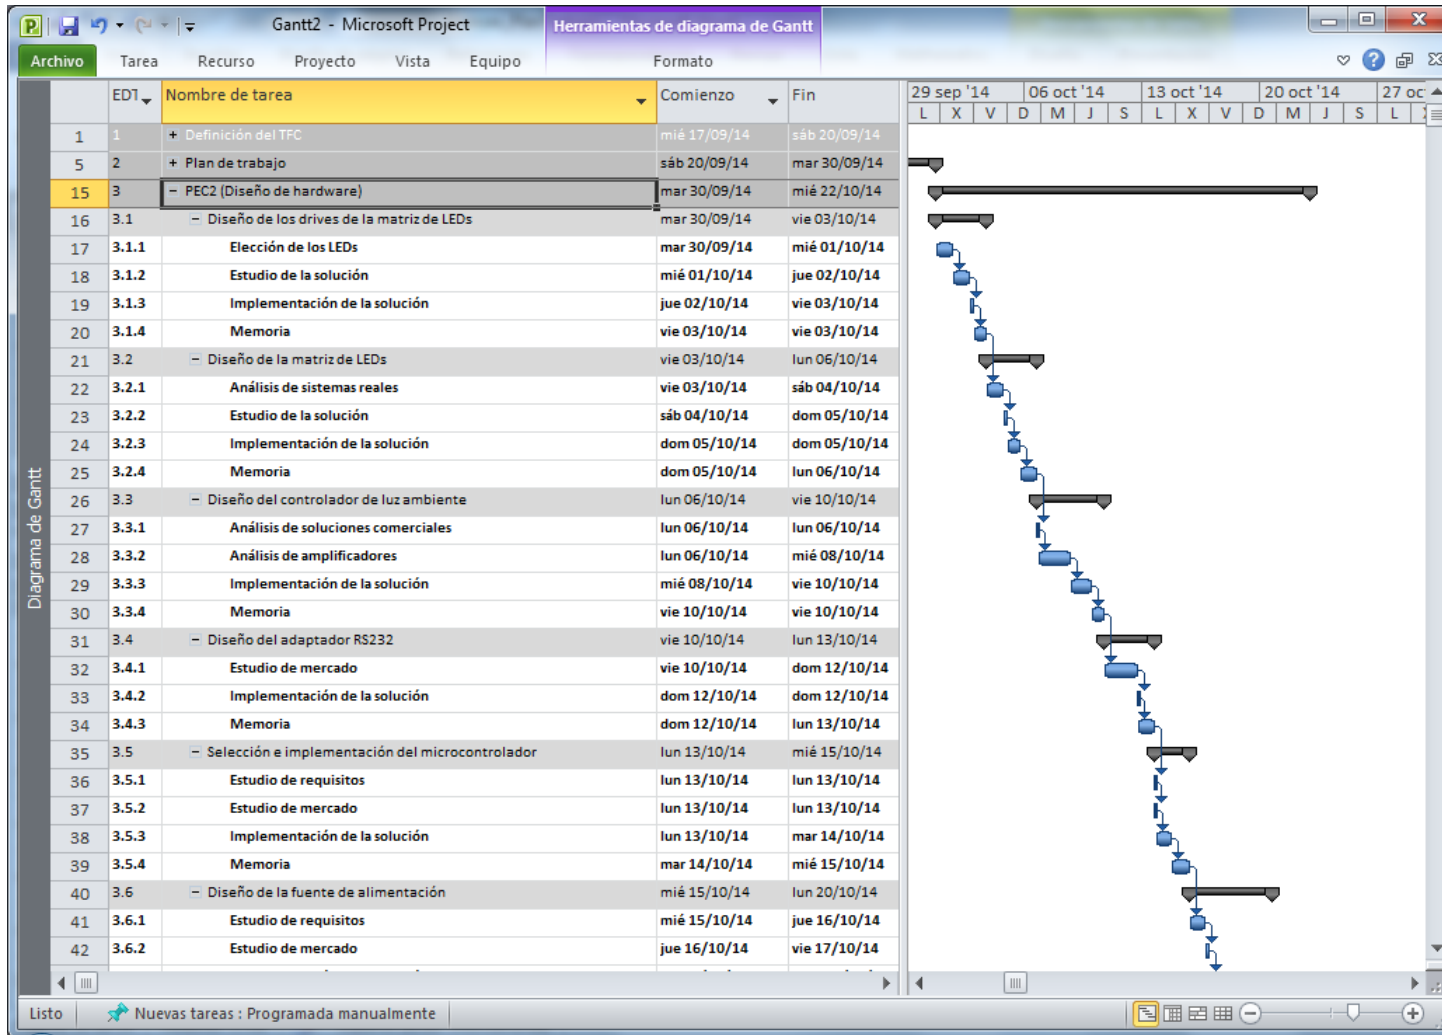 Gantt2 - Microsoft Project
Herramientas de diagrama de Gantt
Archivo Tarea Recurso Proyecto Vista Equipo Formato
EDT Nombre de tarea Comienzo Fin
29 sep '14 06 oct '14 13 oct '14 20 oct '14 27 oc
L X V D M J S L X V D M J S L
1 1 + Definición del TFC mié 17/09/14 sáb 20/09/14
5 2 + Plan de trabajo sáb 20/09/14 mar 30/09/14
15 3 − PEC2 (Diseño de hardware) mar 30/09/14 mié 22/10/14
16 3.1 − Diseño de los drives de la matriz de LEDs mar 30/09/14 vie 03/10/14
17 3.1.1 Elección de los LEDs mar 30/09/14 mié 01/10/14
18 3.1.2 Estudio de la solución mié 01/10/14 jue 02/10/14
19 3.1.3 Implementación de la solución jue 02/10/14 vie 03/10/14
20 3.1.4 Memoria vie 03/10/14 vie 03/10/14
21 3.2 − Diseño de la matriz de LEDs vie 03/10/14 lun 06/10/14
22 3.2.1 Análisis de sistemas reales vie 03/10/14 sáb 04/10/14
23 3.2.2 Estudio de la solución sáb 04/10/14 dom 05/10/14
24 3.2.3 Implementación de la solución dom 05/10/14 dom 05/10/14
25 3.2.4 Memoria dom 05/10/14 lun 06/10/14
26 3.3 − Diseño del controlador de luz ambiente lun 06/10/14 vie 10/10/14
27 3.3.1 Análisis de soluciones comerciales lun 06/10/14 lun 06/10/14
28 3.3.2 Análisis de amplificadores lun 06/10/14 mié 08/10/14
29 3.3.3 Implementación de la solución mié 08/10/14 vie 10/10/14
30 3.3.4 Memoria vie 10/10/14 vie 10/10/14
31 3.4 − Diseño del adaptador RS232 vie 10/10/14 lun 13/10/14
32 3.4.1 Estudio de mercado vie 10/10/14 dom 12/10/14
33 3.4.2 Implementación de la solución dom 12/10/14 dom 12/10/14
34 3.4.3 Memoria dom 12/10/14 lun 13/10/14
35 3.5 − Selección e implementación del microcontrolador lun 13/10/14 mié 15/10/14
36 3.5.1 Estudio de requisitos lun 13/10/14 lun 13/10/14
37 3.5.2 Estudio de mercado lun 13/10/14 lun 13/10/14
38 3.5.3 Implementación de la solución lun 13/10/14 mar 14/10/14
39 3.5.4 Memoria mar 14/10/14 mié 15/10/14
40 3.6 − Diseño de la fuente de alimentación mié 15/10/14 lun 20/10/14
41 3.6.1 Estudio de requisitos mié 15/10/14 jue 16/10/14
42 3.6.2 Estudio de mercado jue 16/10/14 vie 17/10/14
Diagrama de Gantt
Listo Nuevas tareas : Programada manualmente